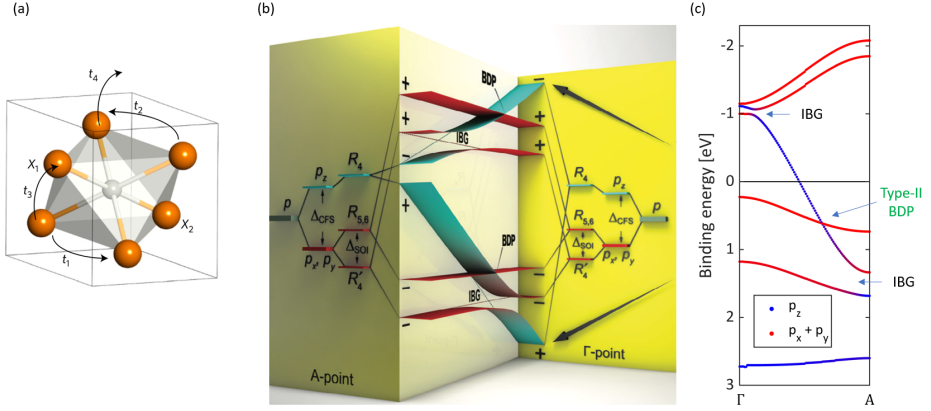 (a)
t4
t2
X1
t3
X2
t1
(b)
BDP
IBG
+
+
−
+
−
−
p
pz
R4
ΔCFS
R5,6
ΔSOI
px, py
R'4
BDP
IBG
A-point
−
+
+
−
−
+
R4
pz
p
R5,6
ΔCFS
ΔSOI
R'4
px, py
Γ-point
(c)
Binding energy [eV]
-2
-1
0
1
2
3
IBG
Type-II
BDP
IBG
pz
px + py
Γ
A